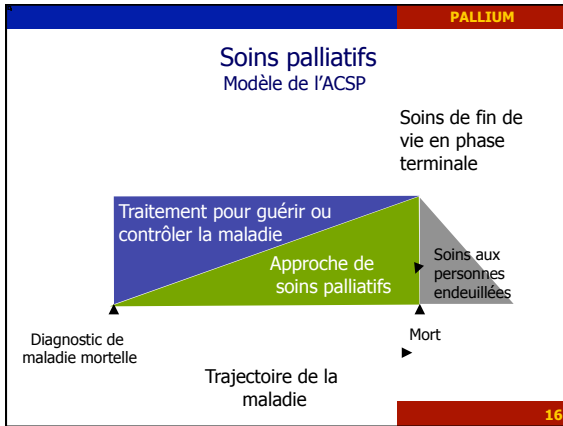 PALLIUM
Soins palliatifs
Modèle de l'ACSP
Soins de fin de
vie en phase
terminale
Traitement pour guérir ou
contrôler la maladie
Approche de
soins palliatifs
Soins aux
personnes
endeuillées
Diagnostic de
maladie mortelle
Mort
Trajectoire de la
maladie
16